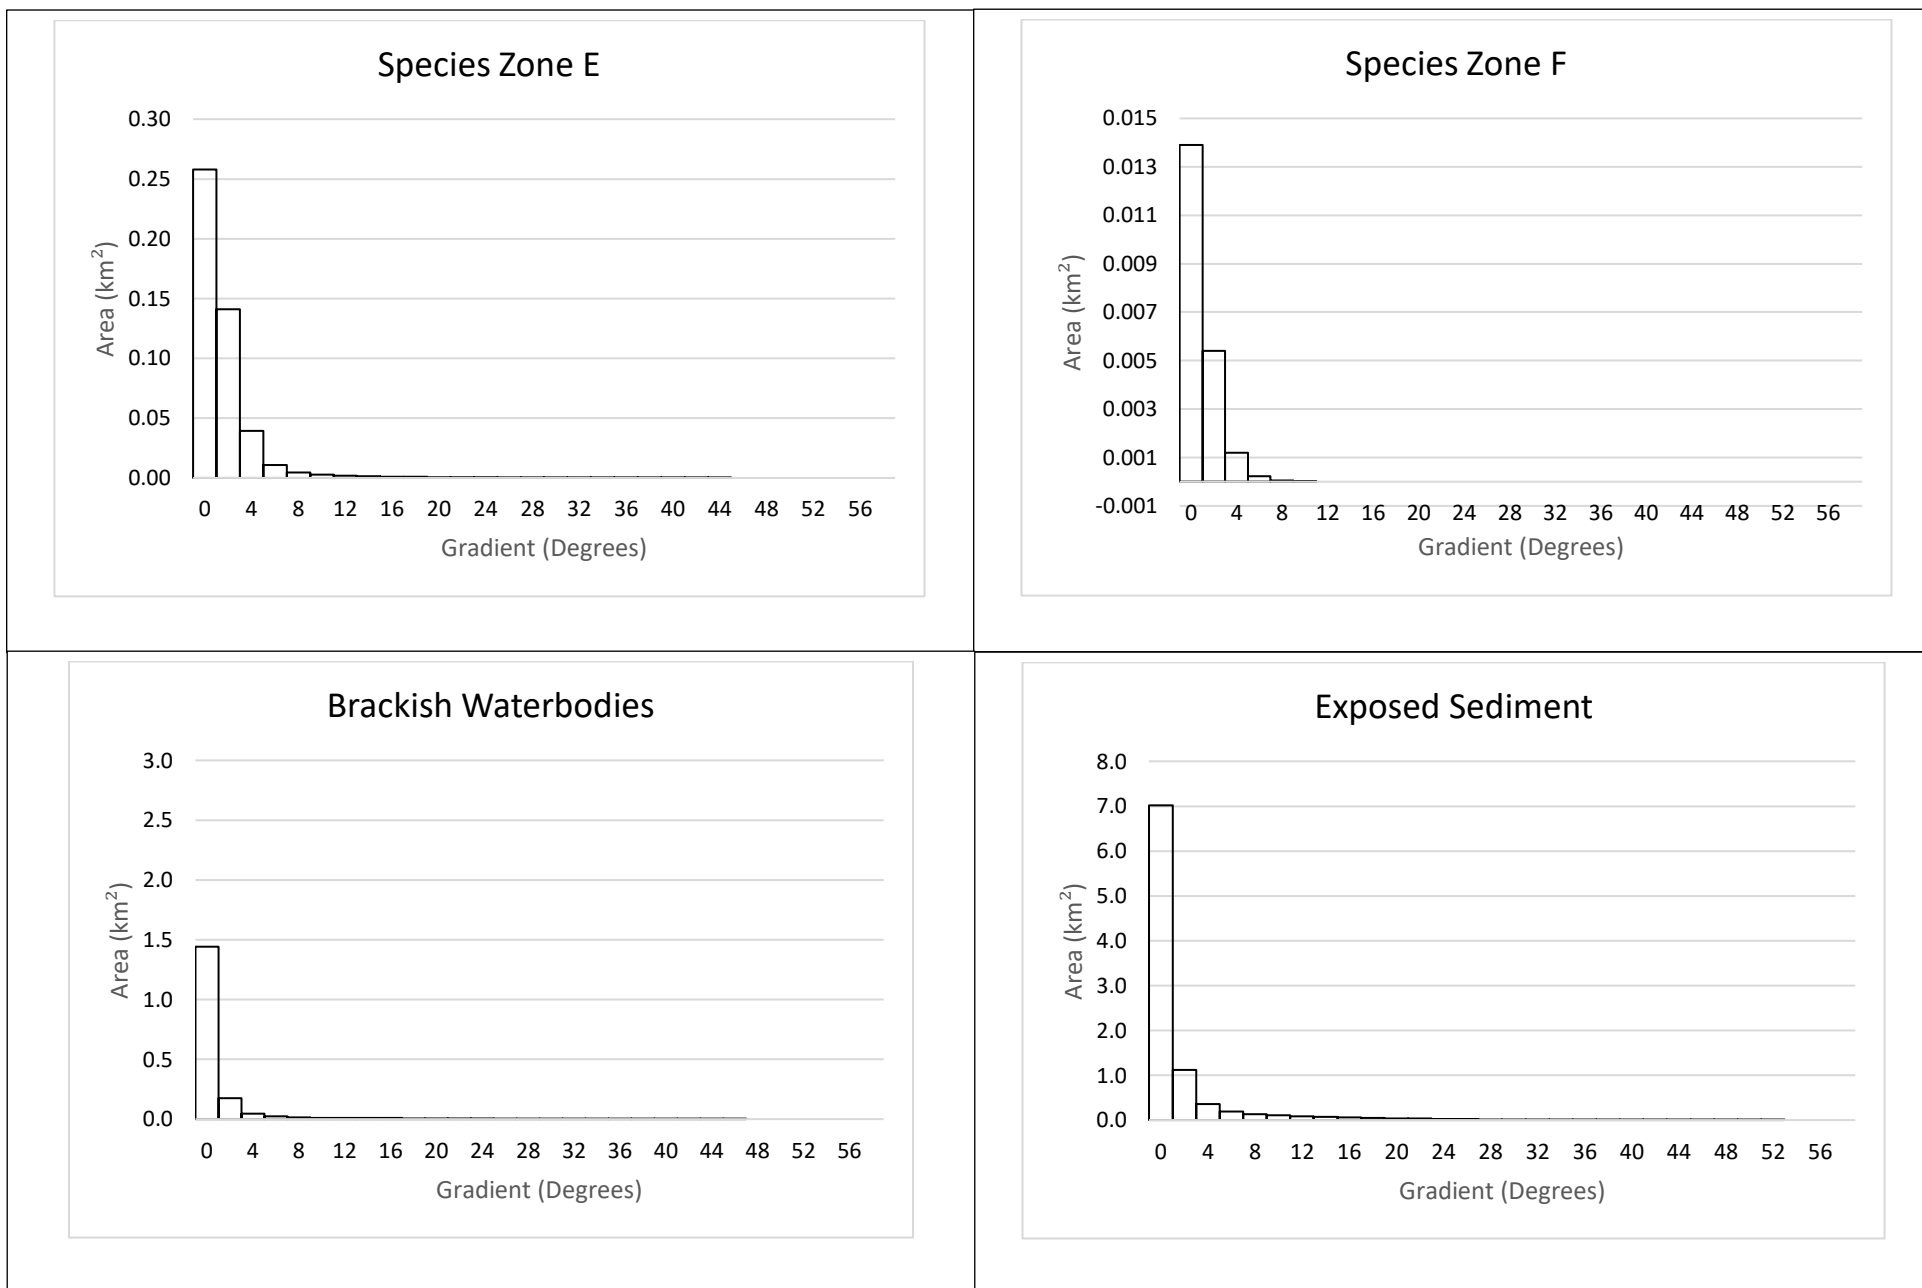 Species Zone E
0.30
0.25
0.20
0.15
0.10
0.05
0.00
Area (km²)
0 4 8 12 16 20 24 28 32 36 40 44 48 52 56
Gradient (Degrees)
Species Zone F
0.015
0.013
0.011
0.009
0.007
0.005
0.003
0.001
-0.001
Area (km²)
0 4 8 12 16 20 24 28 32 36 40 44 48 52 56
Gradient (Degrees)
Brackish Waterbodies
3.0
2.5
2.0
1.5
1.0
0.5
0.0
Area (km²)
0 4 8 12 16 20 24 28 32 36 40 44 48 52 56
Gradient (Degrees)
Exposed Sediment
8.0
7.0
6.0
5.0
4.0
3.0
2.0
1.0
0.0
Area (km²)
0 4 8 12 16 20 24 28 32 36 40 44 48 52 56
Gradient (Degrees)